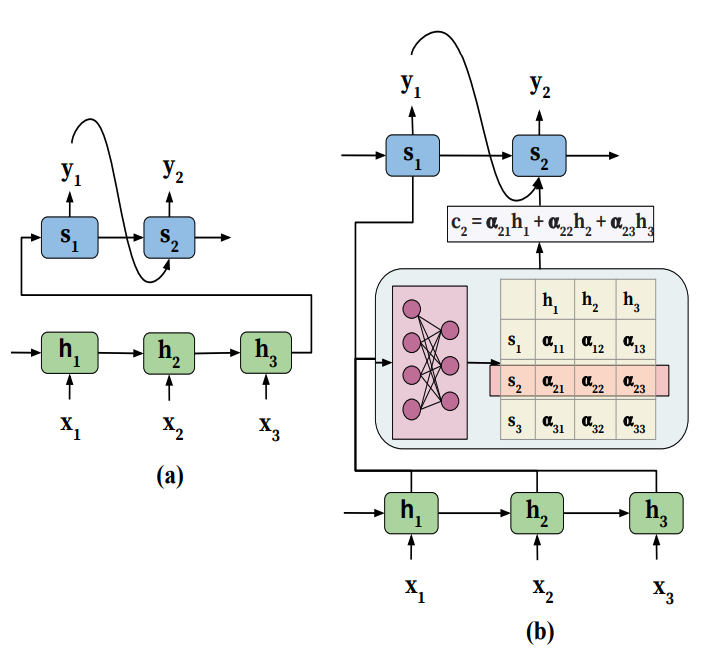 y₁ y₂
s₁ s₂
h₁ h₂ h₃
x₁ x₂ x₃
(a)
y₁ y₂
s₁ s₂
c₂ = α₂₁h₁ + α₂₂h₂ + α₂₃h₃
h₁ h₂ h₃
s₁ α₁₁ α₁₂ α₁₃
s₂ α₂₁ α₂₂ α₂₃
s₃ α₃₁ α₃₂ α₃₃
h₁ h₂ h₃
x₁ x₂ x₃
(b)